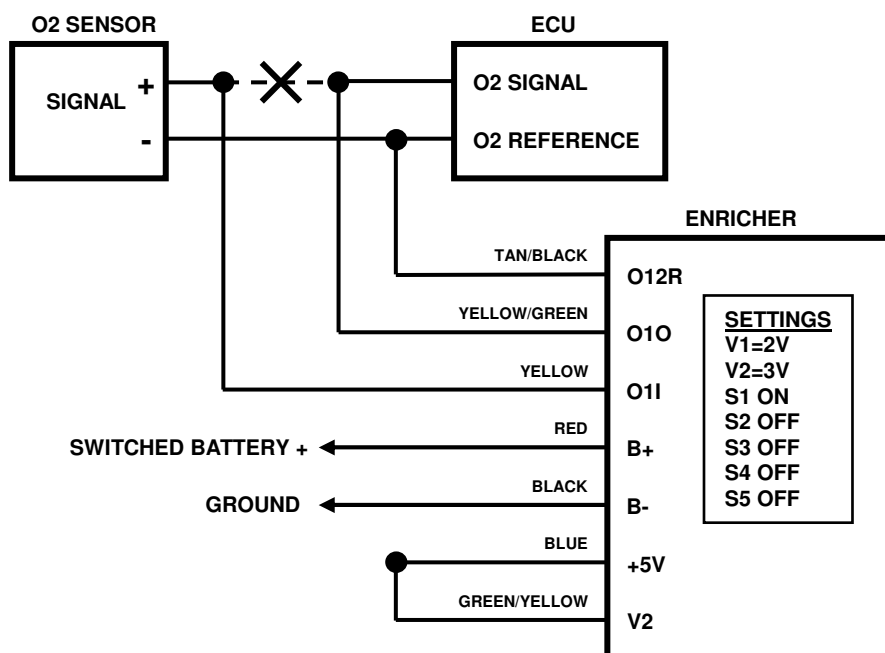 O2 SENSOR
ECU
SIGNAL
+
-
O2 SIGNAL
O2 REFERENCE
ENRICHER
TAN/BLACK
O12R
YELLOW/GREEN
O1O
YELLOW
O1I
RED
SWITCHED BATTERY +
B+
BLACK
GROUND
B-
BLUE
+5V
GREEN/YELLOW
V2
SETTINGS
V1=2V
V2=3V
S1 ON
S2 OFF
S3 OFF
S4 OFF
S5 OFF